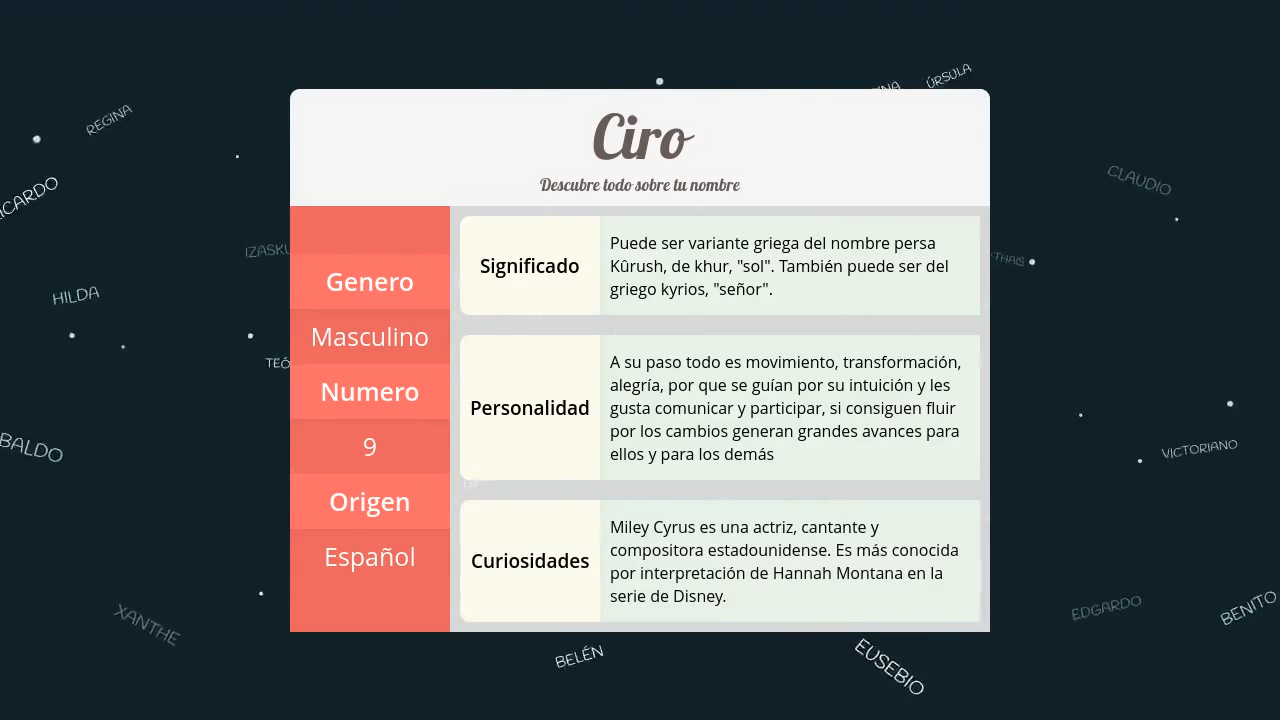 ÚRSULA
REGINA
Ciro
CLAUDIO
Descubre todo sobre tu nombre
Genero
Masculino
Numero
9
Origen
Español
Significado
Puede ser variante griega del nombre persa
Kûrush, de khur, "sol". También puede ser del
griego kyrios, "señor".
Personalidad
A su paso todo es movimiento, transformación,
alegría, por que se guían por su intuición y les
gusta comunicar y participar, si consiguen fluir
por los cambios generan grandes avances para
ellos y para los demás
Curiosidades
Miley Cyrus es una actriz, cantante y
compositora estadounidense. Es más conocida
por interpretación de Hannah Montana en la
serie de Disney.
ICARDO
IZASKU
THAIS
HILDA
TEÓ
BALDO
VICTORIANO
XANTHE
EDGARDO
BENITO
BELÉN
EUSEBIO